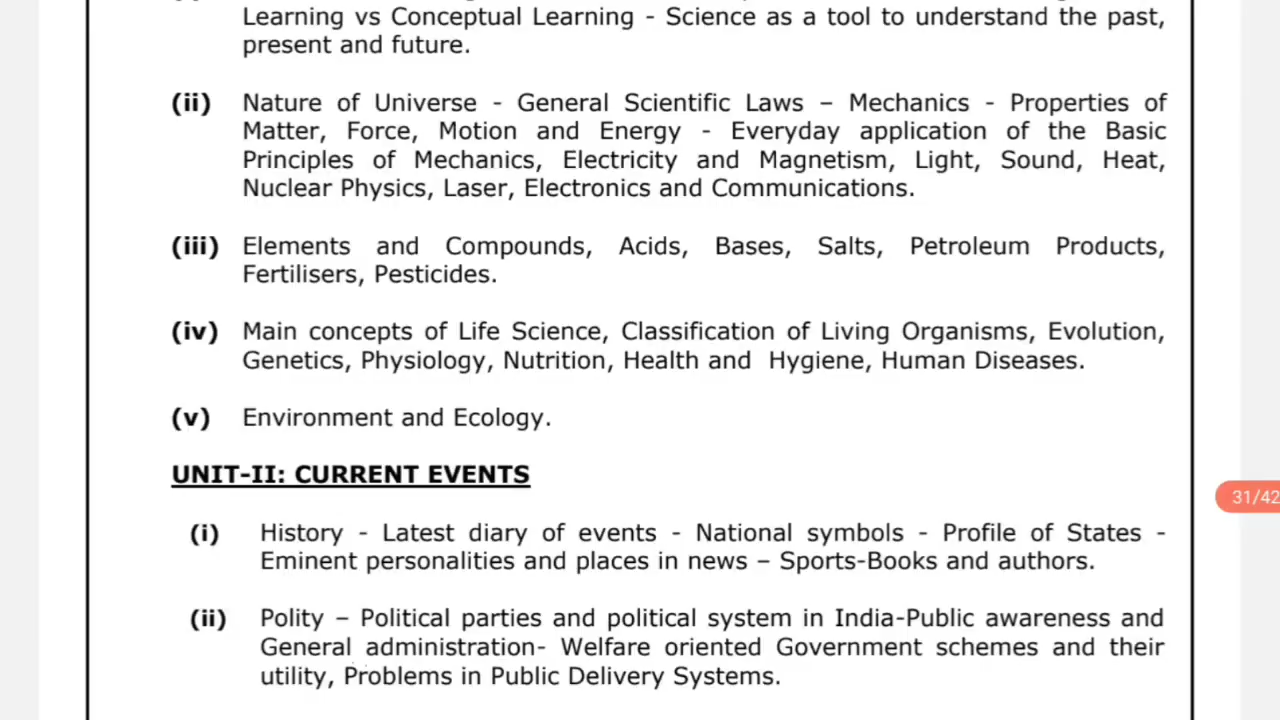 Learning vs Conceptual Learning - Science as a tool to understand the past,
present and future.
(ii) Nature of Universe - General Scientific Laws – Mechanics - Properties of
Matter, Force, Motion and Energy - Everyday application of the Basic
Principles of Mechanics, Electricity and Magnetism, Light, Sound, Heat,
Nuclear Physics, Laser, Electronics and Communications.
(iii) Elements and Compounds, Acids, Bases, Salts, Petroleum Products,
Fertilisers, Pesticides.
(iv) Main concepts of Life Science, Classification of Living Organisms, Evolution,
Genetics, Physiology, Nutrition, Health and Hygiene, Human Diseases.
(v) Environment and Ecology.
UNIT-II: CURRENT EVENTS
31/42
(i) History - Latest diary of events - National symbols - Profile of States -
Eminent personalities and places in news – Sports-Books and authors.
(ii) Polity – Political parties and political system in India-Public awareness and
General administration- Welfare oriented Government schemes and their
utility, Problems in Public Delivery Systems.